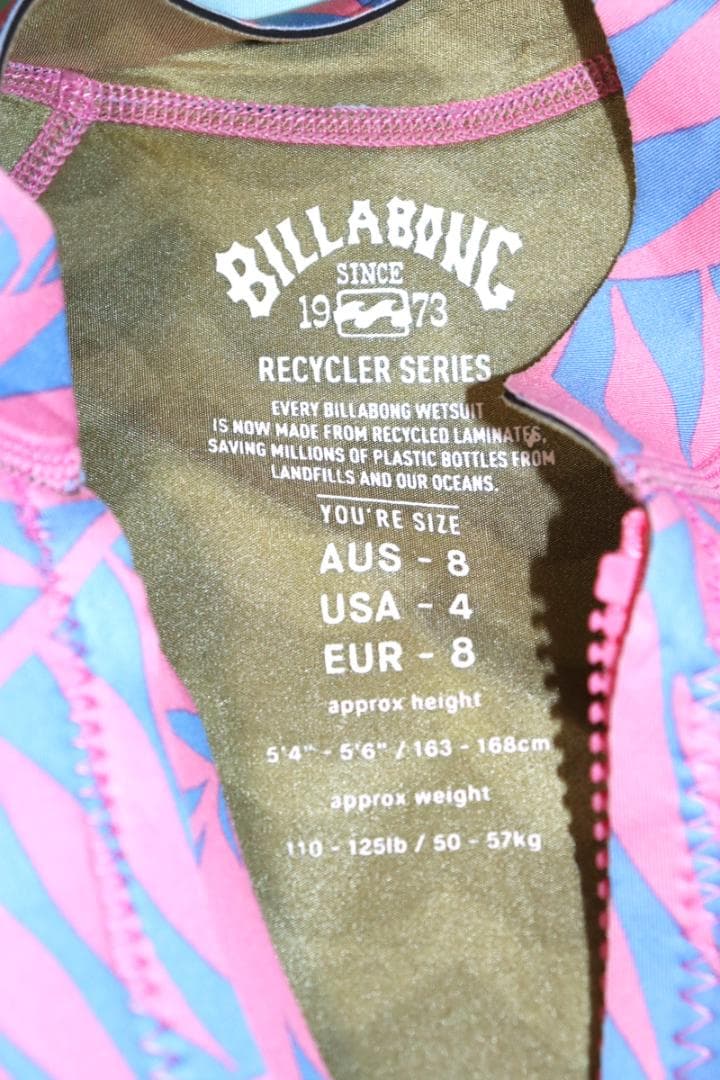 BILLABONG
SINCE
19 73
RECYCLER SERIES
EVERY BILLABONG WETSUIT
IS NOW MADE FROM RECYCLED LAMINATES,
SAVING MILLIONS OF PLASTIC BOTTLES FROM
LANDFILLS AND OUR OCEANS.
YOU'RE SIZE
AUS - 8
USA - 4
EUR - 8
approx height
5'4" - 5'6" / 163 - 168cm
approx weight
110 - 125lb / 50 - 57kg